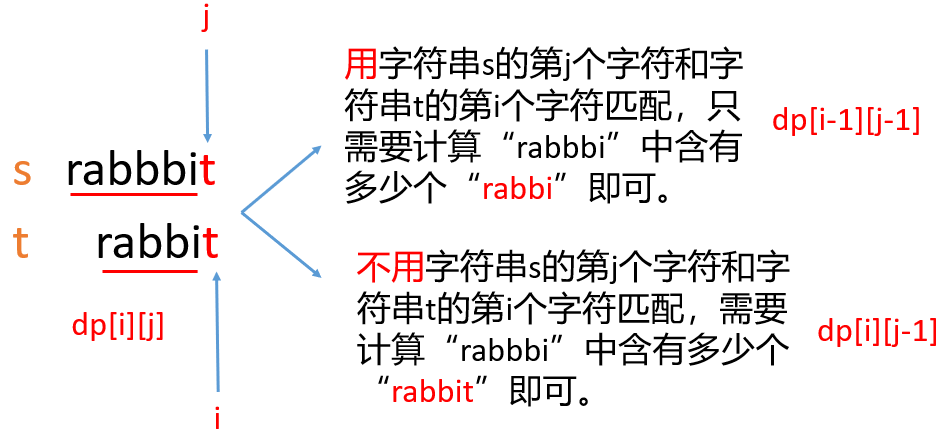 j
s rabbbit
t rabbit
dp[i][j]
i
用字符串s的第j个字符和字
符串t的第i个字符匹配，只
需要计算“rabbbi”中含有
多少个“rabbi”即可。
dp[i-1][j-1]
不用字符串s的第j个字符和字
符串t的第i个字符匹配，需要
计算“rabbbi”中含有多少个
“rabbit”即可。
dp[i][j-1]